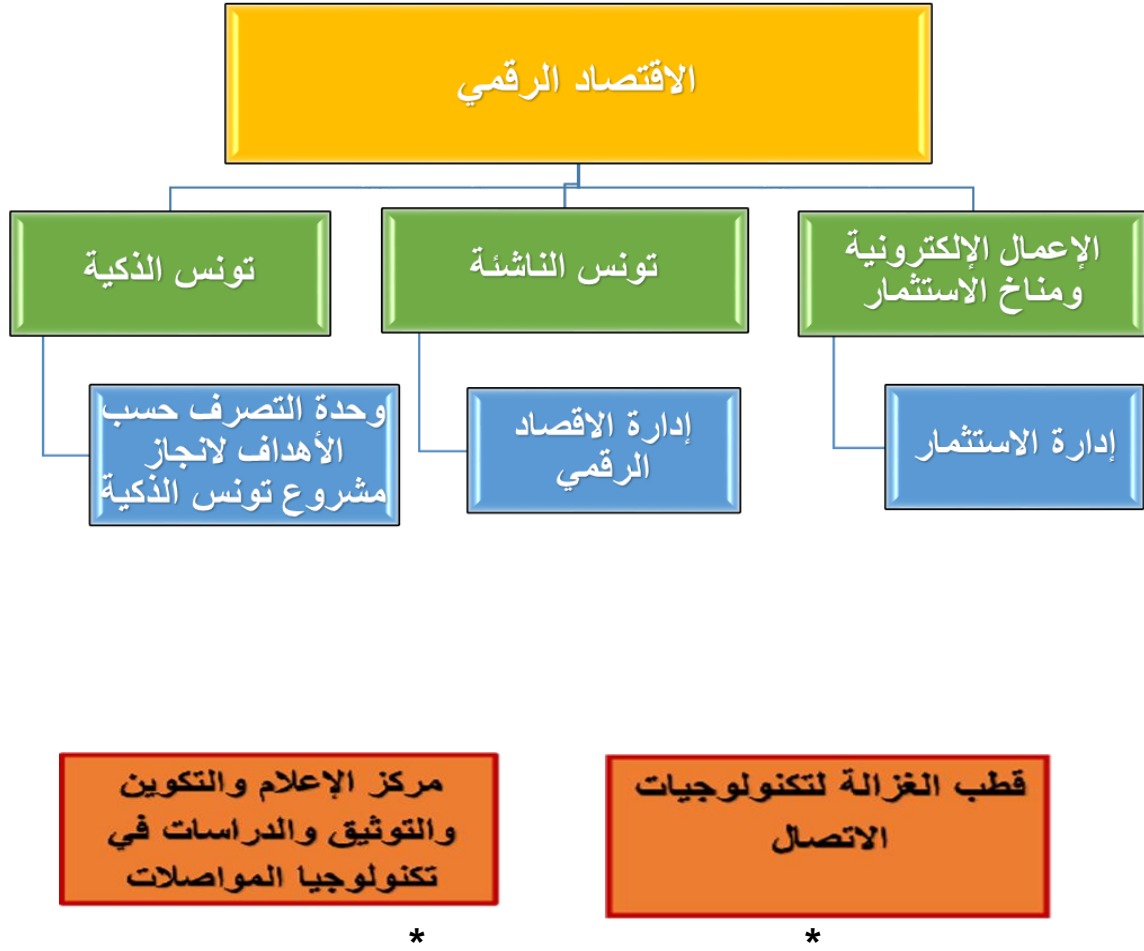 الاقتصاد الرقمي
الإعمال الإلكترونية
ومناخ الاستثمار
تونس الناشئة
تونس الذكية
إدارة الاستثمار
إدارة الاقصاد
الرقمي
وحدة التصرف حسب
الأهداف لانجاز
مشروع تونس الذكية
قطب الغزالة لتكنولوجيات
الاتصال
مركز الإعلام والتكوين
والتوثيق والدراسات في
تكنولوجيا المواصلات
*
*